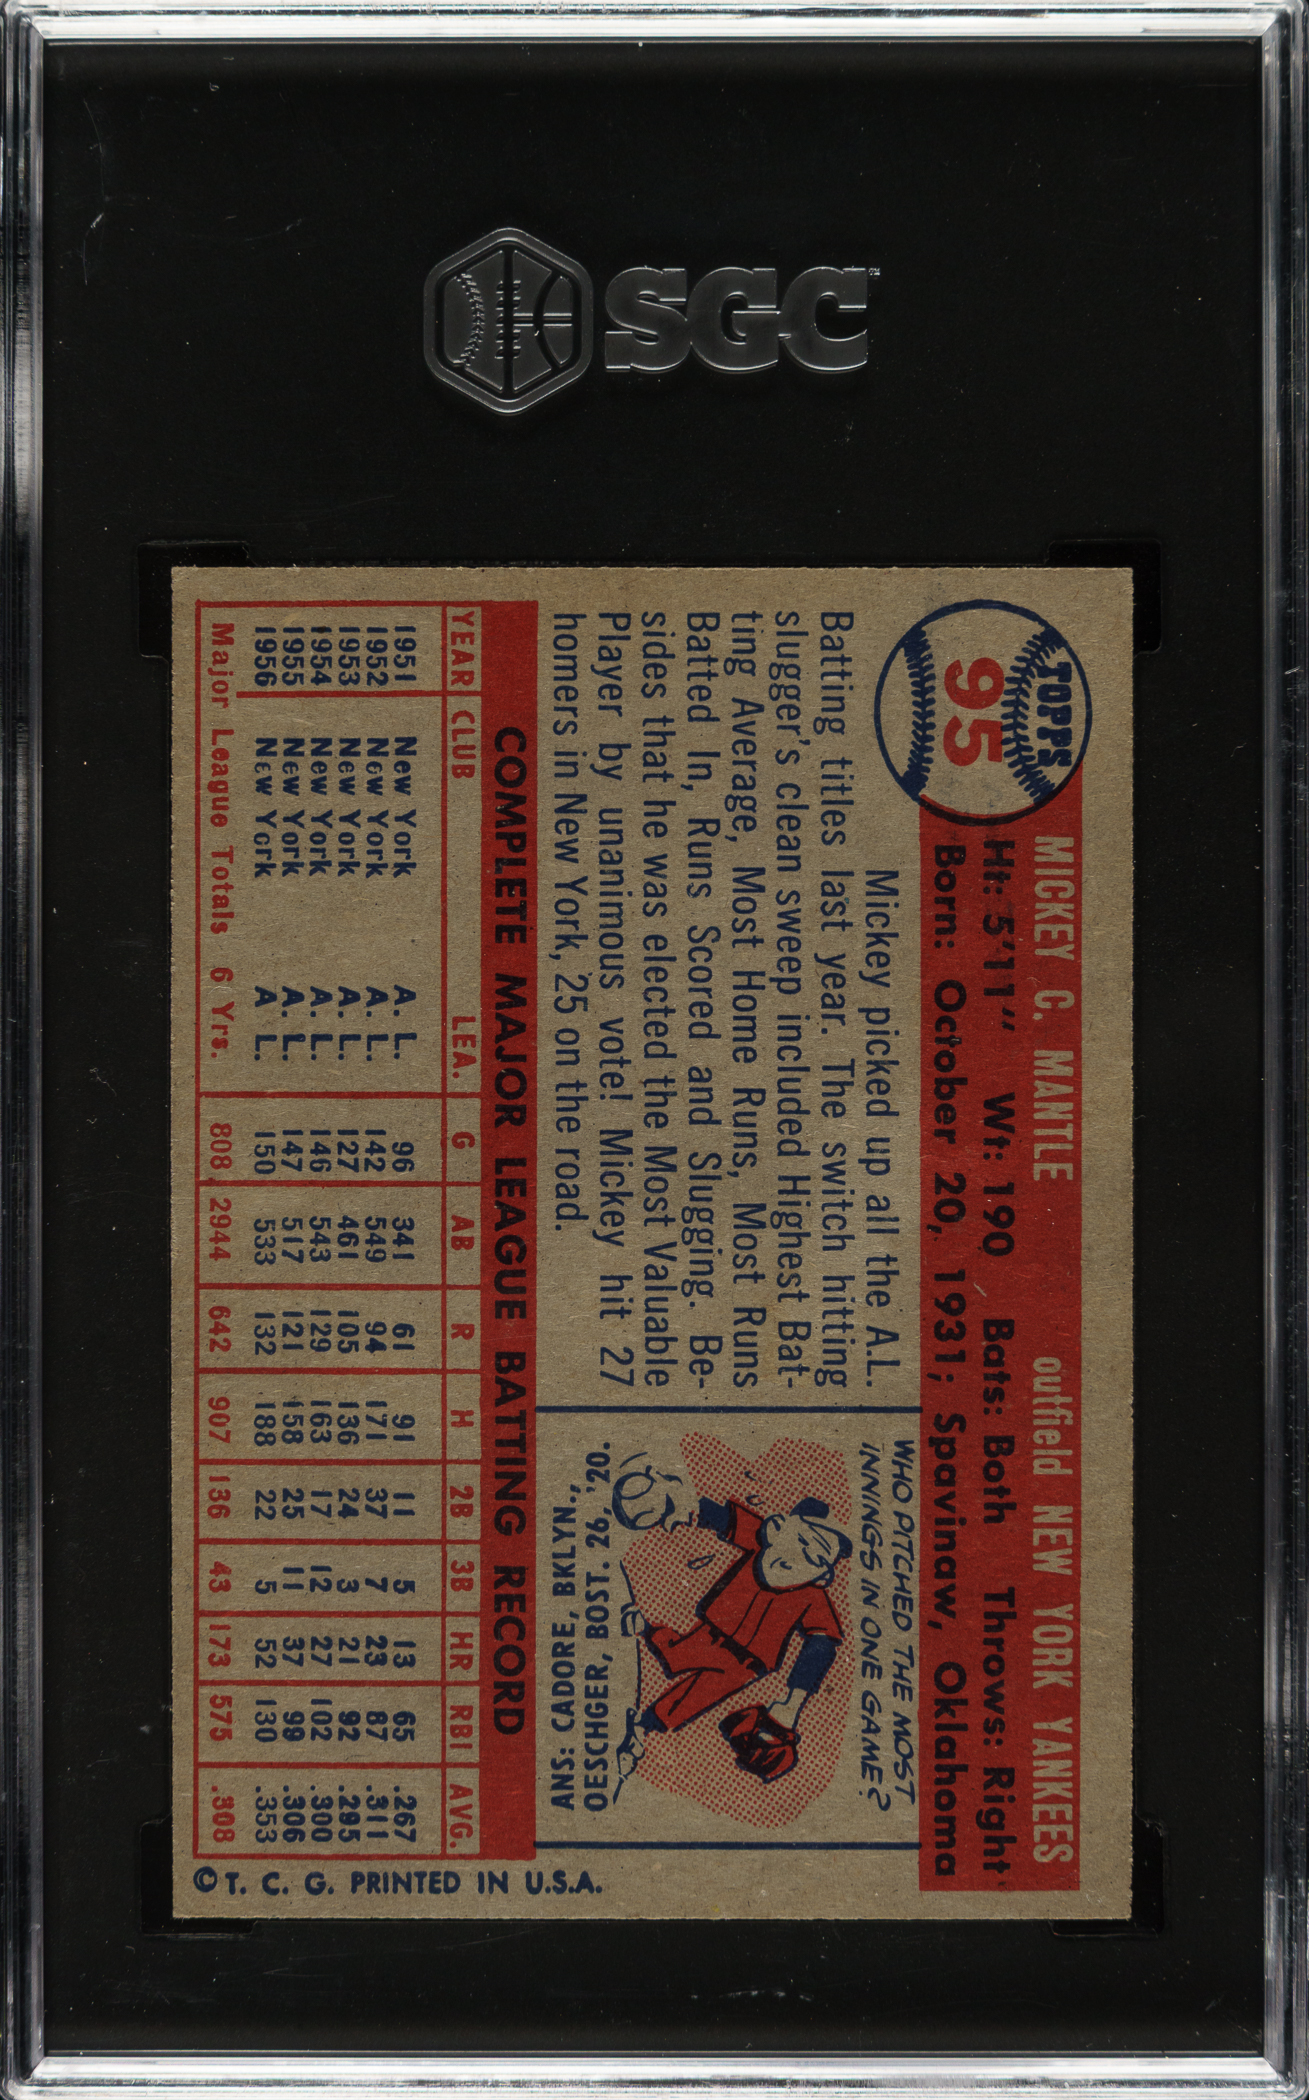 SGC
TOPPS
95
MICKEY C. MANTLE outfield NEW YORK YANKEES
Ht: 5'11" Wt: 190 Bats: Both Throws: Right
Born: October 20, 1931; Spavinaw, Oklahoma
Mickey picked up all the A.L.
Batting titles last year. The switch hitting
slugger's clean sweep included Highest Bat-
ting Average, Most Home Runs, Most Runs
Batted In, Runs Scored and Slugging. Be-
sides that he was elected the Most Valuable
Player by unanimous vote! Mickey hit 27
homers in New York, 25 on the road.
WHO PITCHED THE MOST
INNINGS IN ONE GAME?
ANS: CADORE, BKLYN.,
OESCHGER, BOST. 26, '20.
COMPLETE MAJOR LEAGUE BATTING RECORD
YEAR CLUB LEA. G AB R H 2B 3B HR RBI AVG.
1951 New York A. L. 96 341 61 91 11 5 13 65 .267
1952 New York A. L. 142 549 94 171 37 7 23 87 .311
1953 New York A. L. 127 461 105 136 24 3 21 92 .295
1954 New York A. L. 146 543 129 163 17 12 27 102 .300
1955 New York A. L. 147 517 121 158 25 11 37 99 .306
1956 New York A L. 150 533 132 188 22 5 52 130 .353
Major League Totals 6 Yrs. 808 2944 642 907 136 43 173 575 .308
© T. C. G. PRINTED IN U.S.A.